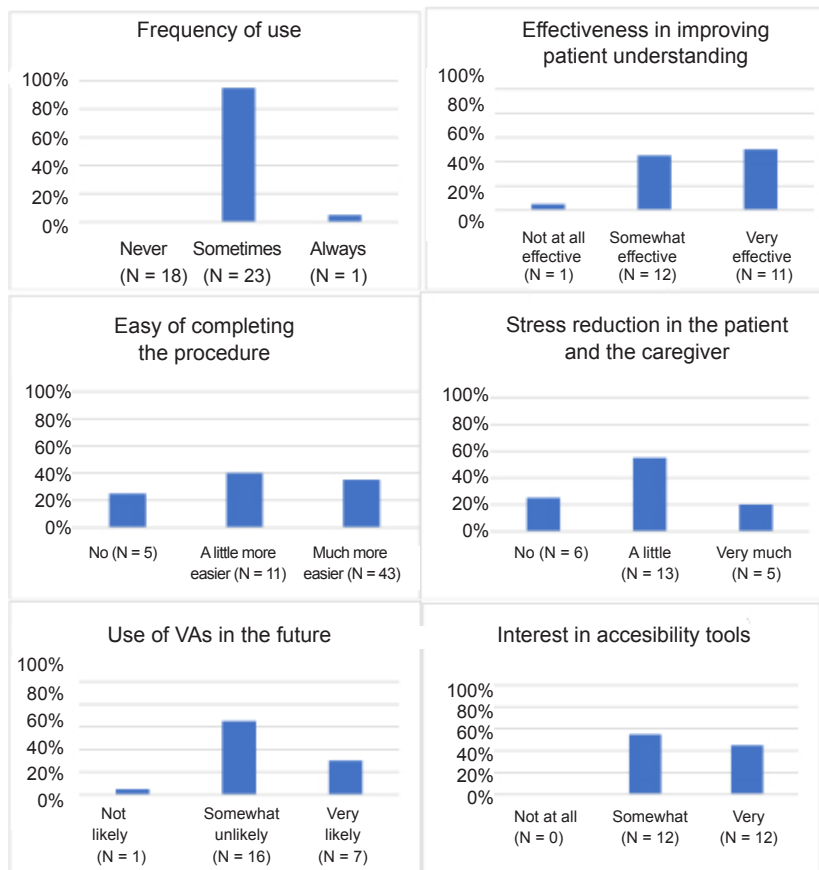 Frequency of use
100%
80%
60%
40%
20%
0%
Never
(N = 18)
Sometimes
(N = 23)
Always
(N = 1)
Effectiveness in improving
patient understanding
100%
80%
60%
40%
20%
0%
Not at all
effective
(N = 1)
Somewhat
effective
(N = 12)
Very
effective
(N = 11)
Easy of completing
the procedure
100%
80%
60%
40%
20%
0%
No (N = 5)
A little more
easier (N = 11)
Much more
easier (N = 43)
Stress reduction in the patient
and the caregiver
100%
80%
60%
40%
20%
0%
No (N = 6)
A little
(N = 13)
Very much
(N = 5)
Use of VAs in the future
100%
80%
60%
40%
20%
0%
Not
likely
(N = 1)
Somewhat
unlikely
(N = 16)
Very
likely
(N = 7)
Interest in accesibility tools
100%
80%
60%
40%
20%
0%
Not at all
(N = 0)
Somewhat
(N = 12)
Very
(N = 12)